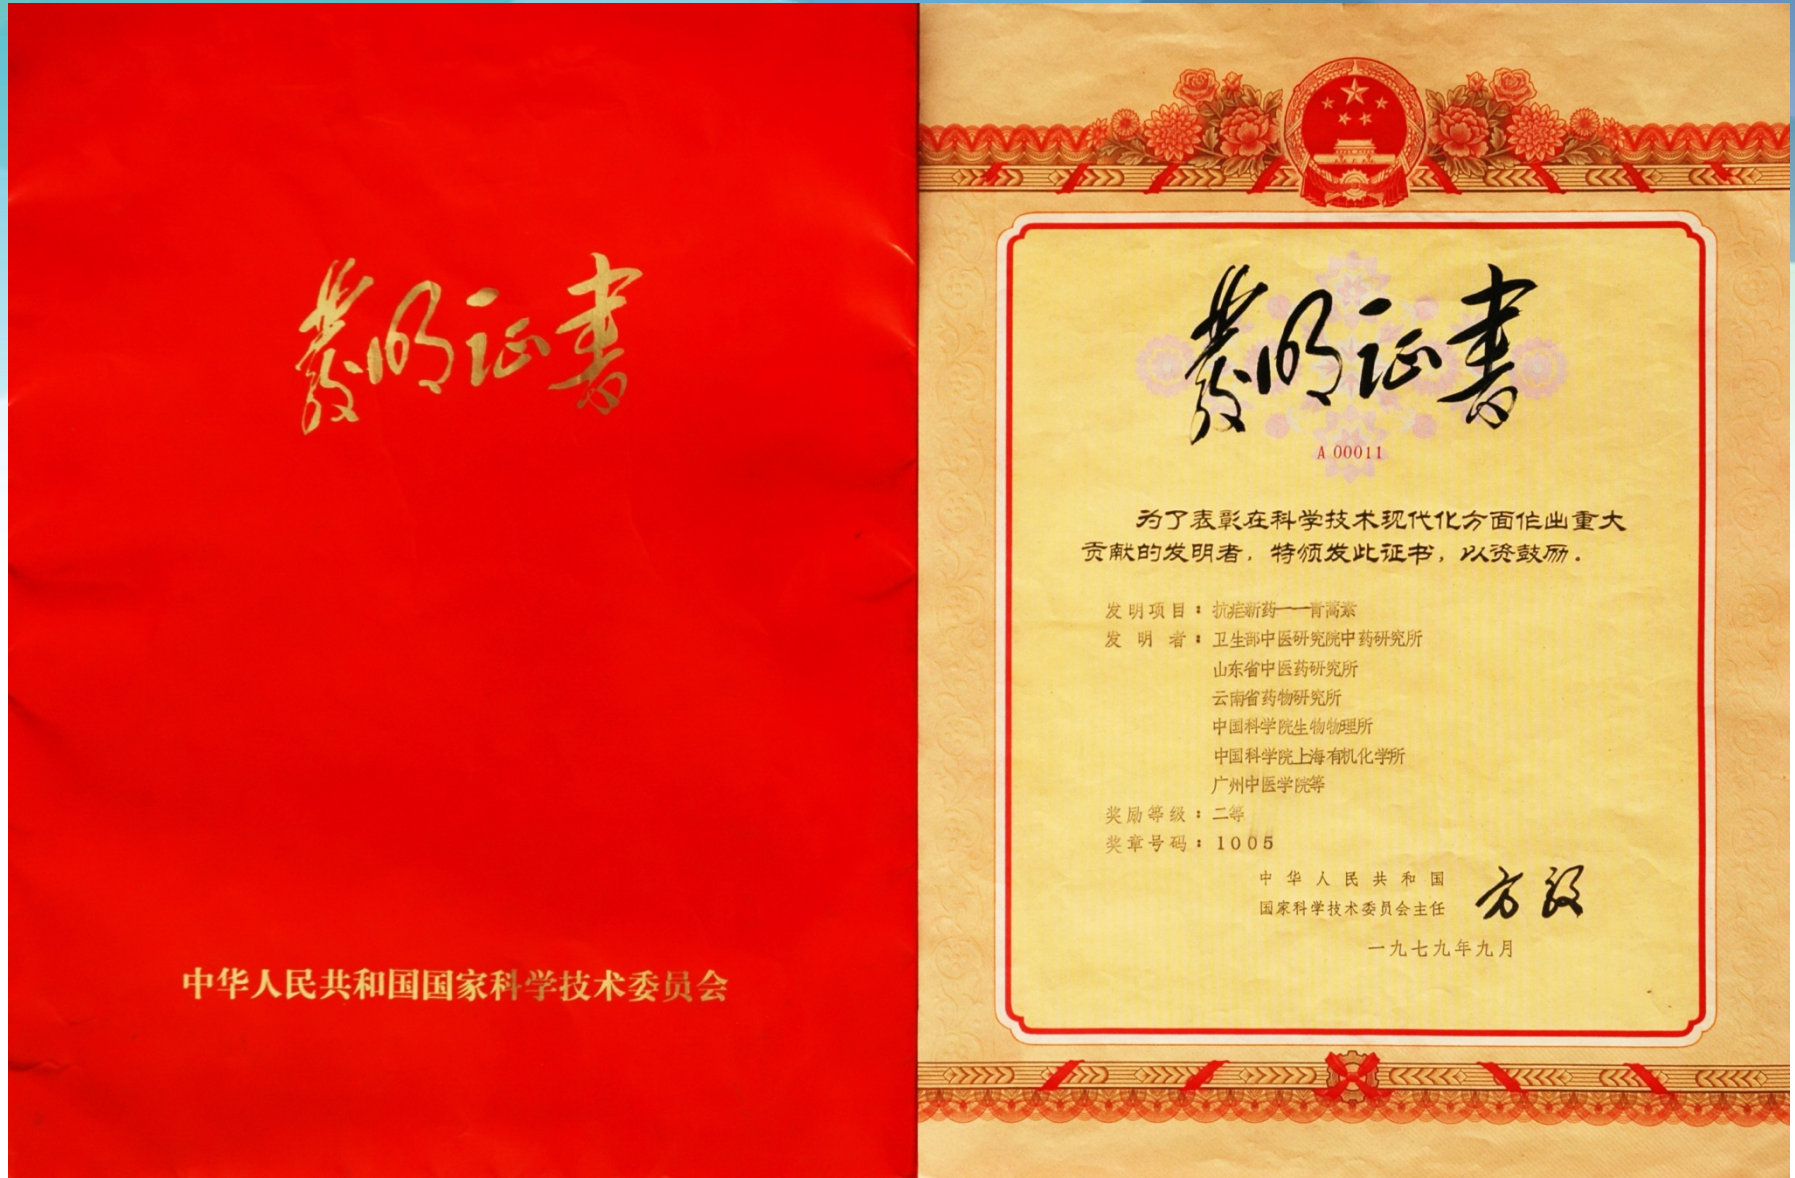 发明证书
中华人民共和国国家科学技术委员会
发明证书
A 00011
为了表彰在科学技术现代化方面作出重大
贡献的发明者，特颁发此证书，以资鼓励．
发明项目：抗疟新药——青蒿素
发明者：卫生部中医研究院中药研究所
山东省中医药研究所
云南省药物研究所
中国科学院生物物理所
中国科学院上海有机化学所
广州中医学院等
奖励等级：二等
奖章号码：1005
中华人民共和国
国家科学技术委员会主任 方毅
一九七九年九月